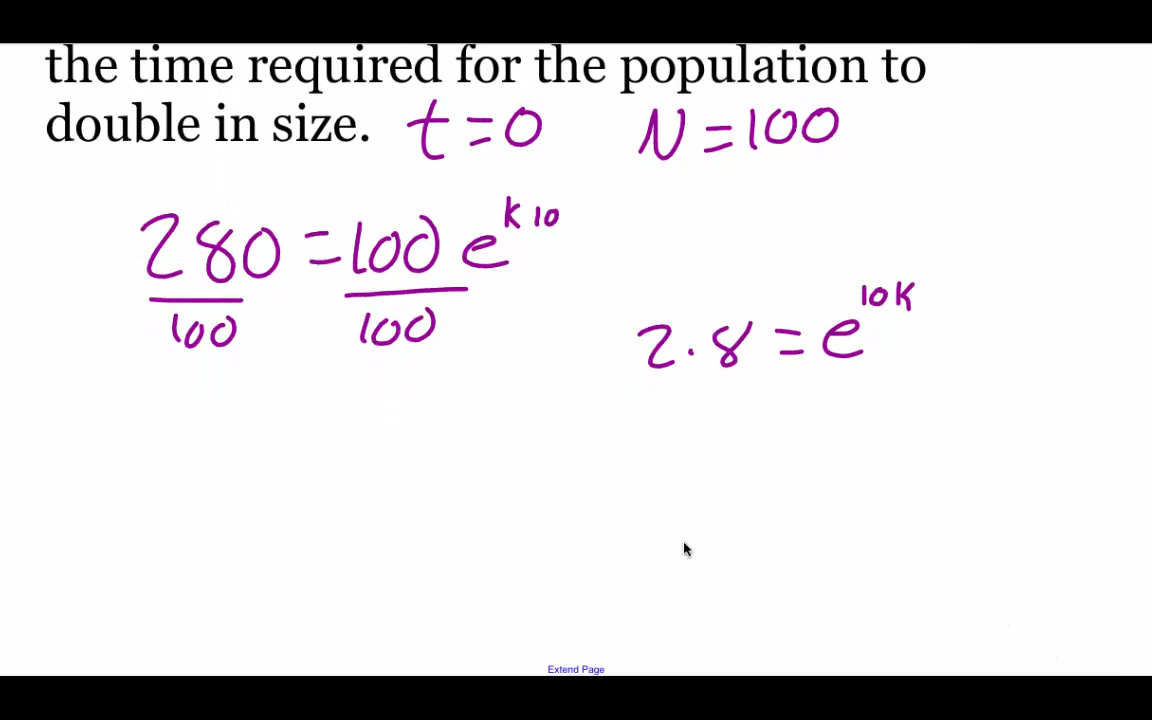 the time required for the population to
double in size. t = 0 N = 100
280 = 100 e^{k10}
100 100
2.8 = e^{10k}
Extend Page